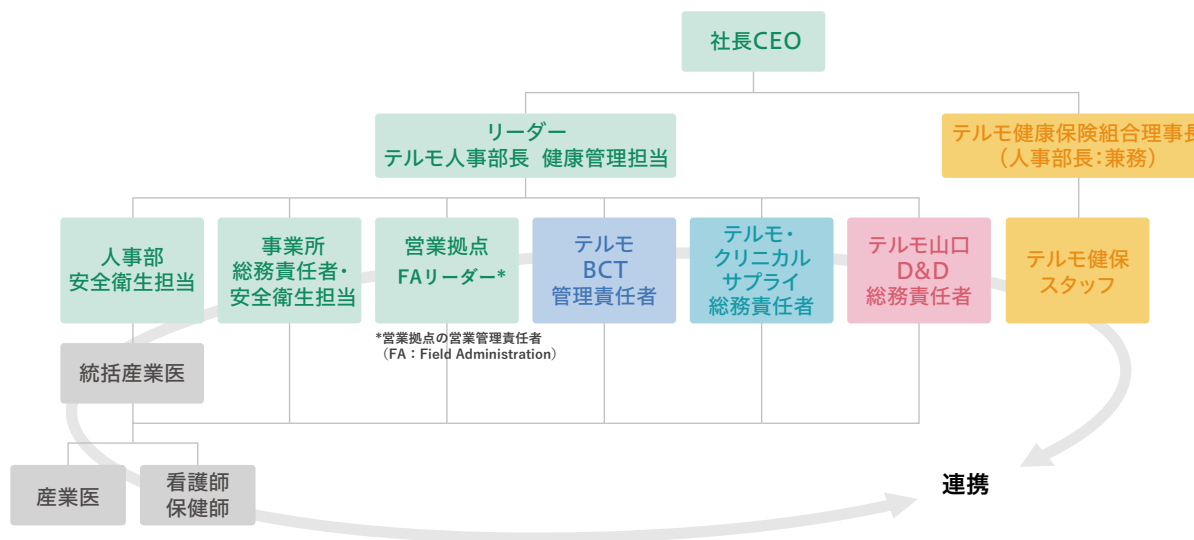 社長CEO
リーダー
テルモ人事部長 健康管理担当
テルモ健康保険組合理事長
（人事部長：兼務）
人事部
安全衛生担当
事業所
総務責任者・
安全衛生担当
営業拠点
FAリーダー*
テルモ
BCT
管理責任者
テルモ・
クリニカル
サプライ
総務責任者
テルモ山口
D&D
総務責任者
テルモ健保
スタッフ
*営業拠点の営業管理責任者
（FA：Field Administration）
統括産業医
産業医
看護師
保健師
連携